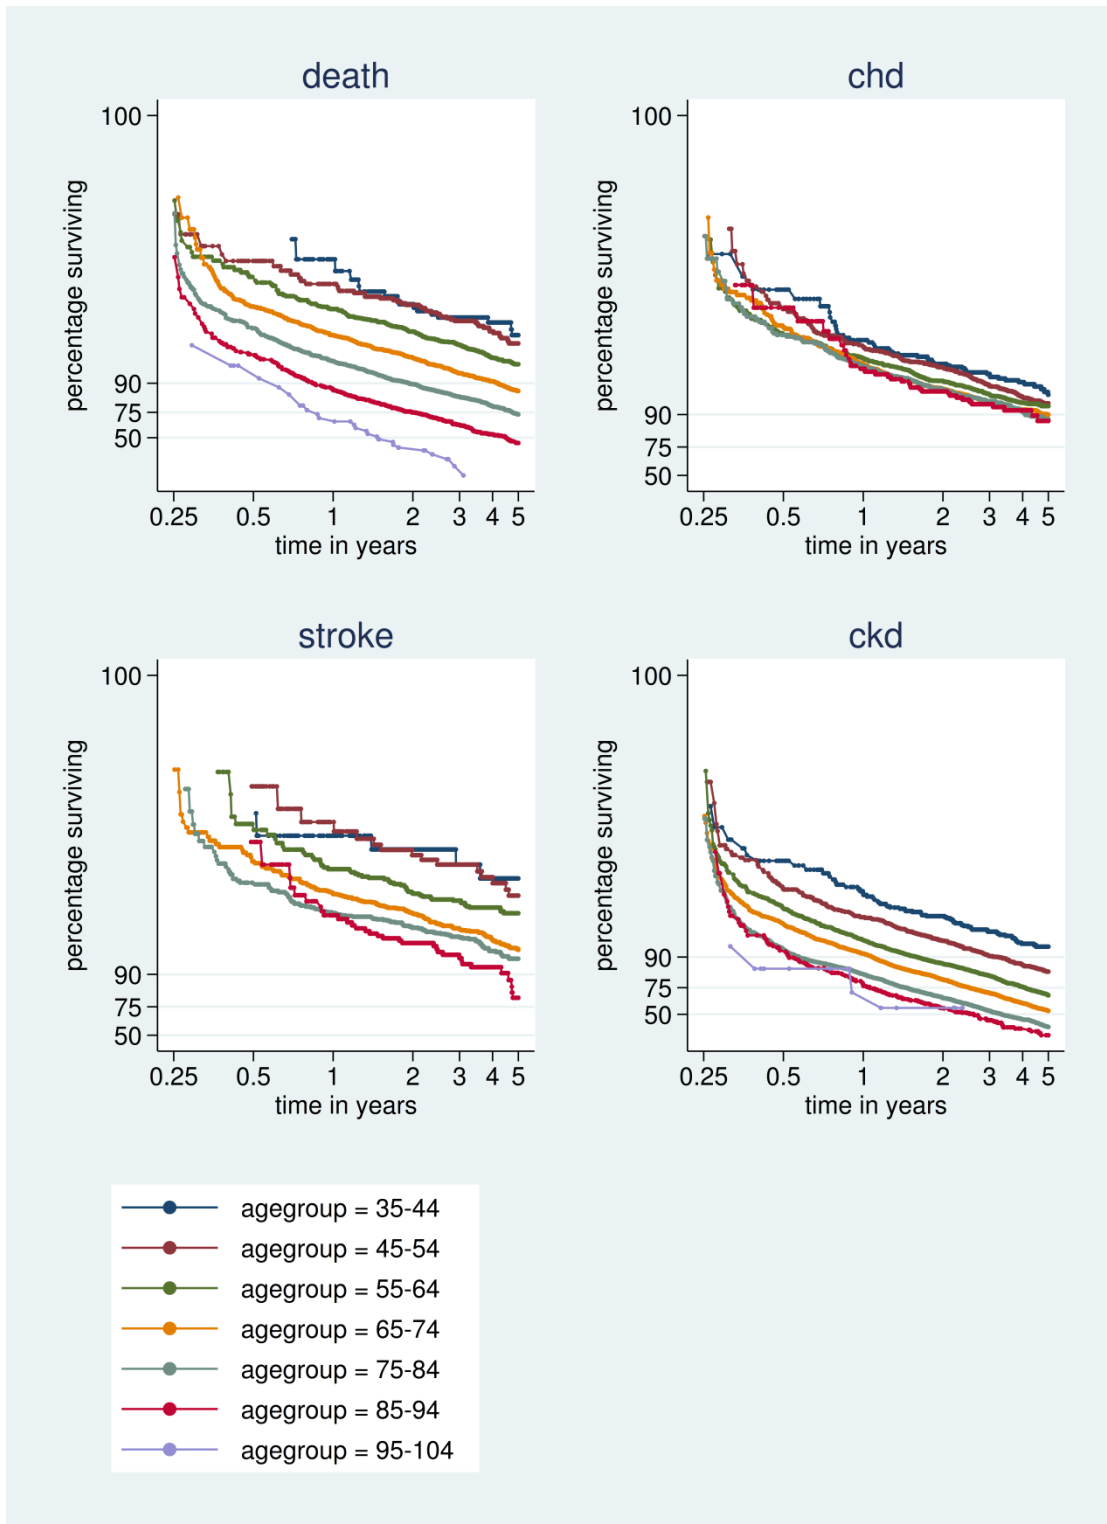 death
percentage surviving
100
90
75
50
0.25 0.5 1 2 3 4 5
time in years
chd
percentage surviving
100
90
75
50
0.25 0.5 1 2 3 4 5
time in years
stroke
percentage surviving
100
90
75
50
0.25 0.5 1 2 3 4 5
time in years
ckd
percentage surviving
100
90
75
50
0.25 0.5 1 2 3 4 5
time in years
agegroup = 35-44
agegroup = 45-54
agegroup = 55-64
agegroup = 65-74
agegroup = 75-84
agegroup = 85-94
agegroup = 95-104